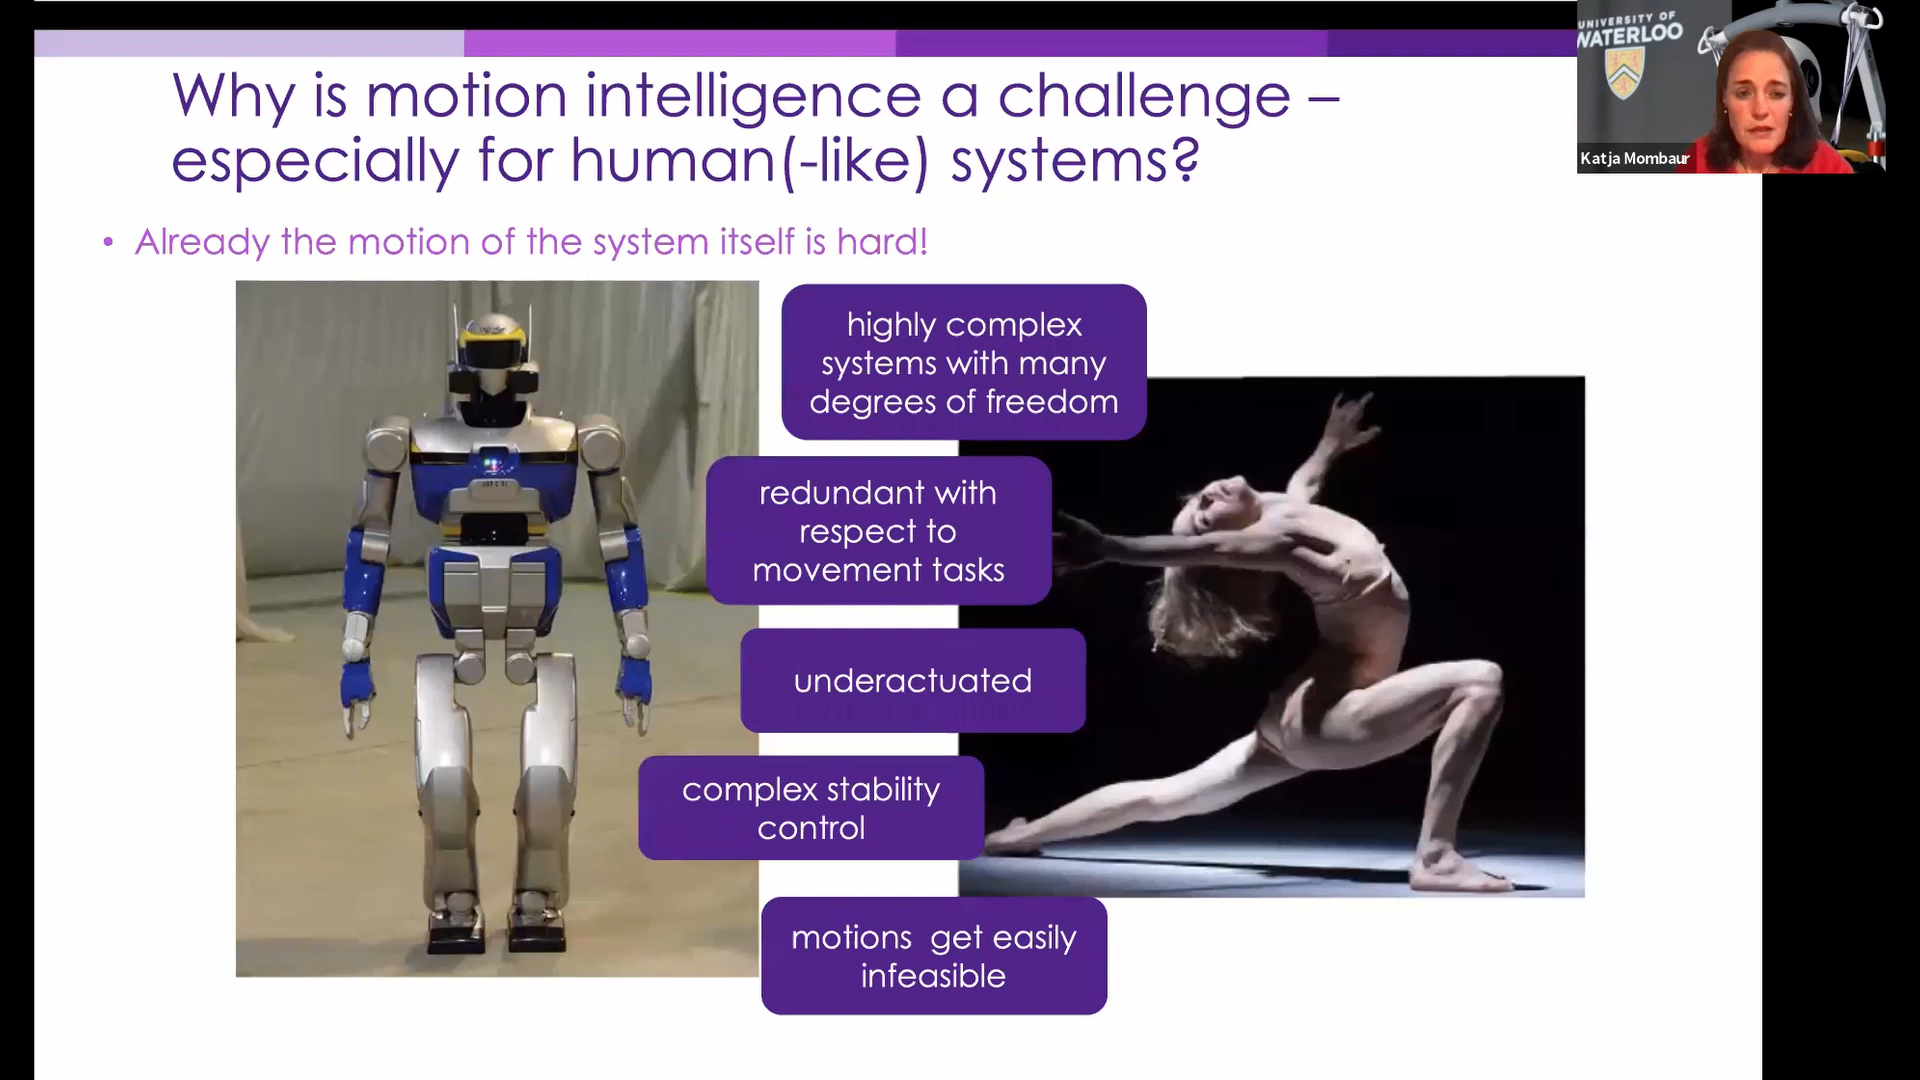 Why is motion intelligence a challenge –
especially for human(-like) systems?
• Already the motion of the system itself is hard!
highly complex
systems with many
degrees of freedom
redundant with
respect to
movement tasks
underactuated
complex stability
control
motions  get easily
infeasible
UNIVERSITY OF
WATERLOO
Katja Mombaur